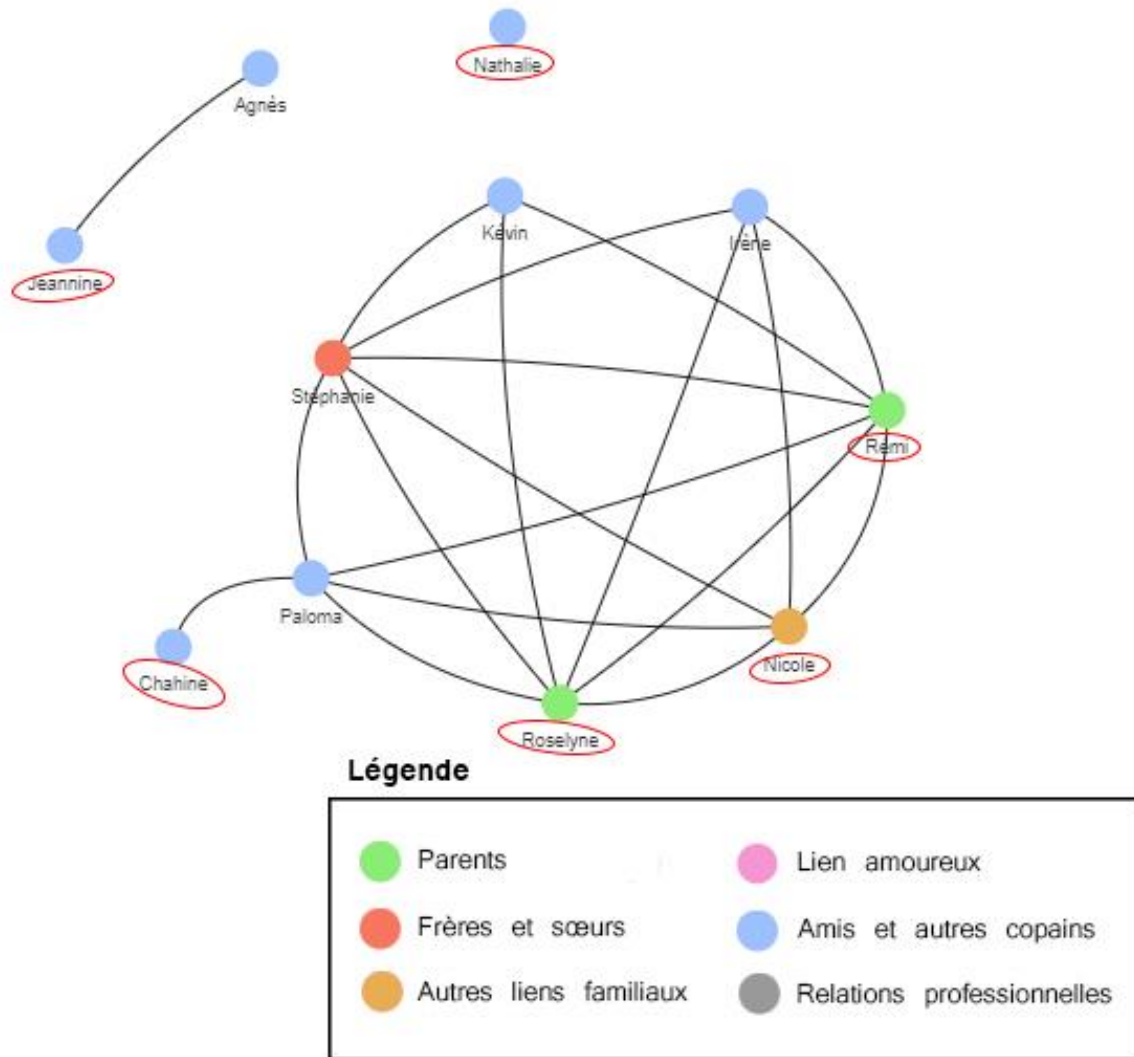 Nathalie
Agnès
Kévin
Irène
Jeannine
Stéphanie
Rémi
Paloma
Nicole
Chahine
Roselyne
Légende
Parents
Lien amoureux
Frères et sœurs
Amis et autres copains
Autres liens familiaux
Relations professionnelles